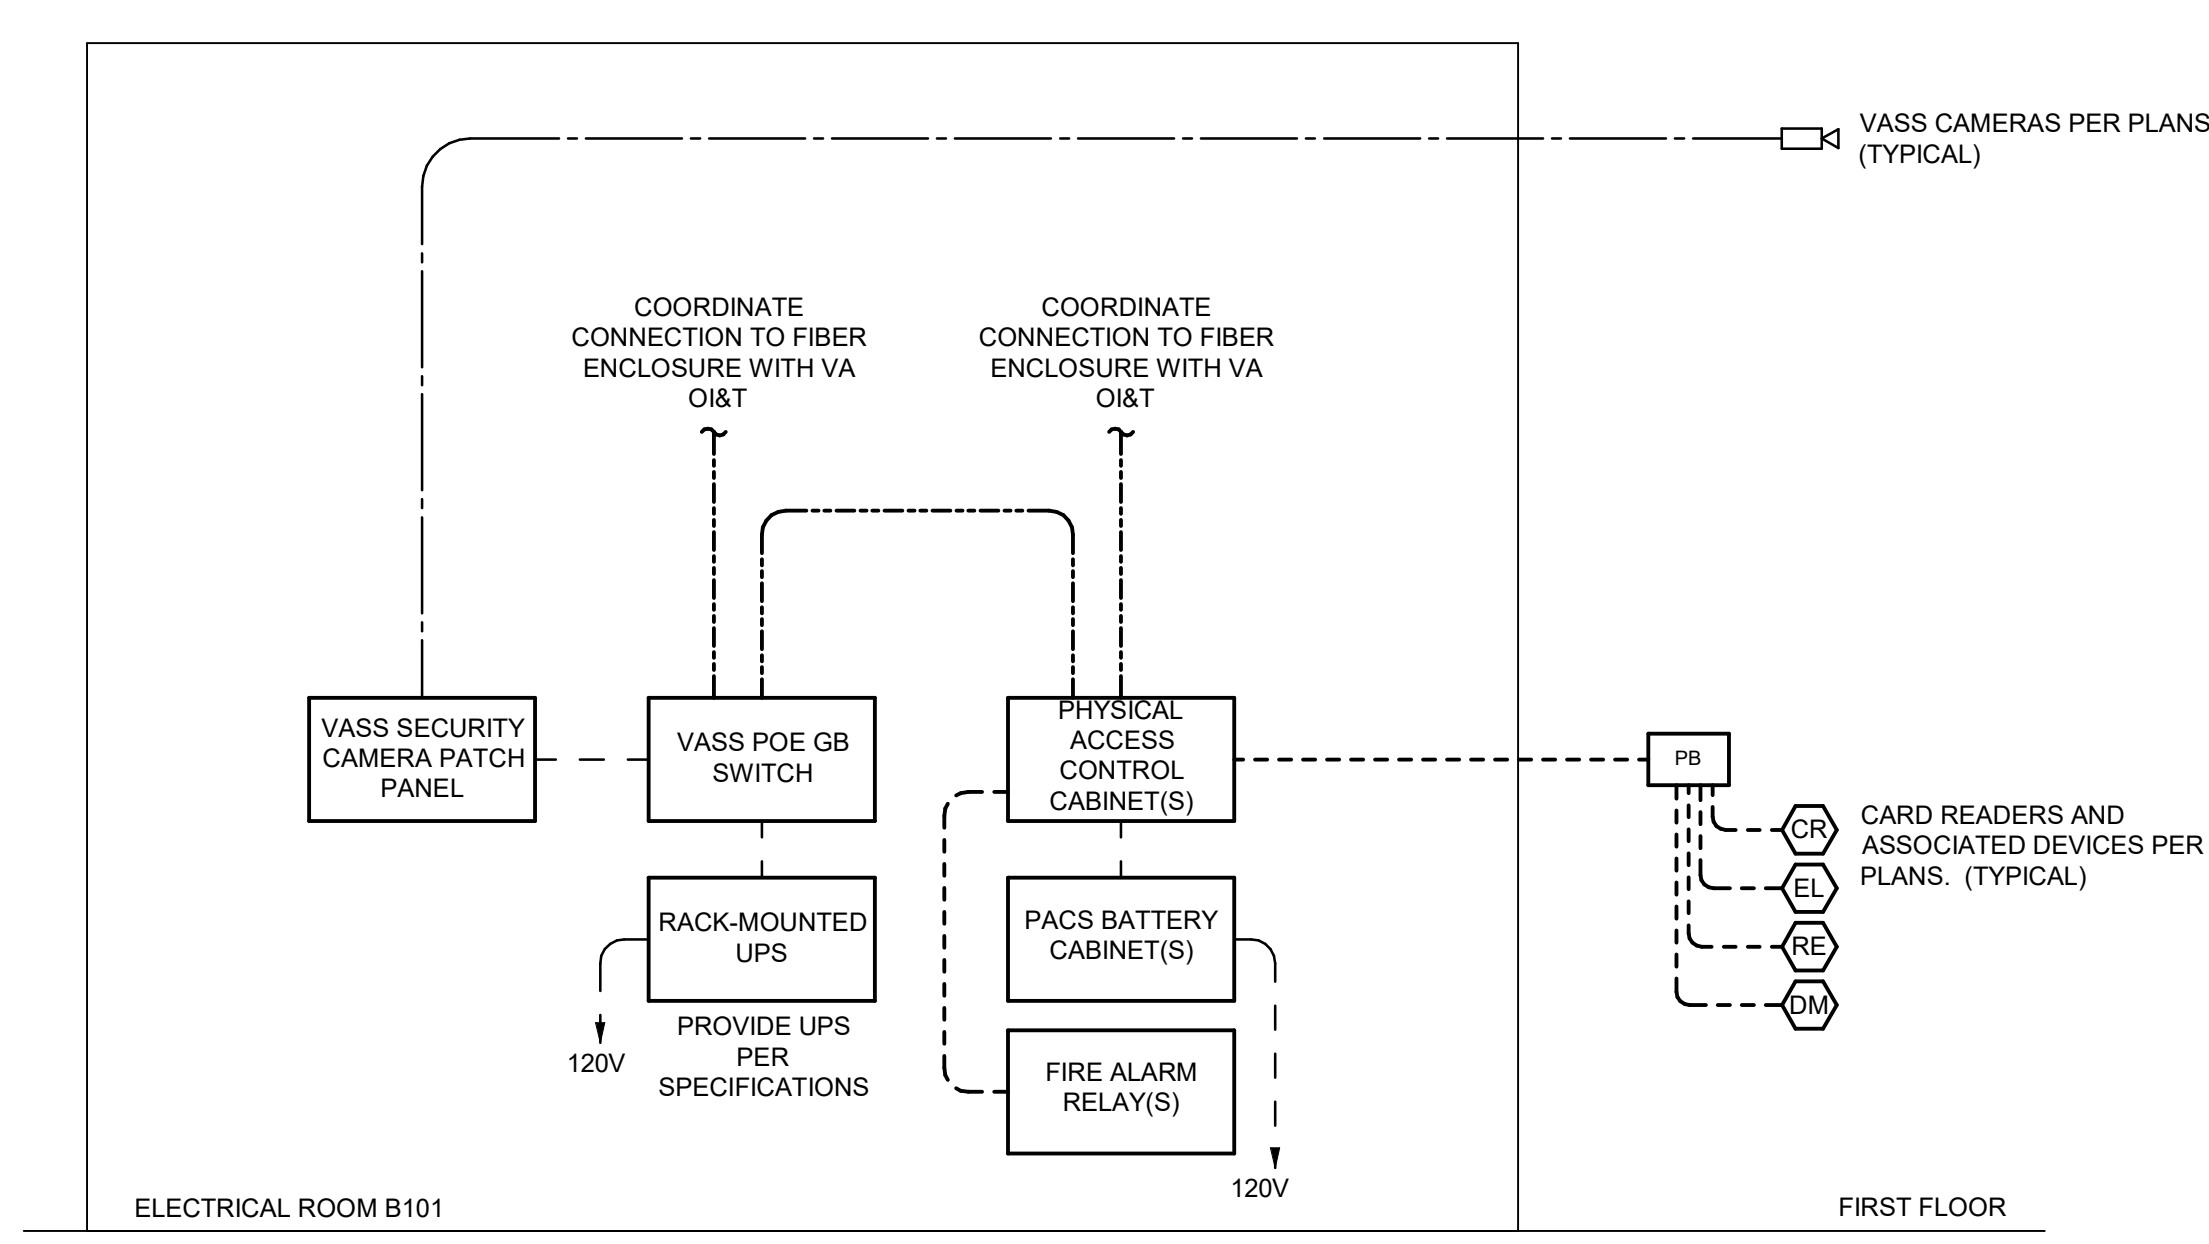 VASS CAMERAS PER PLANS
(TYPICAL)
COORDINATE
CONNECTION TO FIBER
ENCLOSURE WITH VA
OI&T
COORDINATE
CONNECTION TO FIBER
ENCLOSURE WITH VA
OI&T
VASS SECURITY
CAMERA PATCH
PANEL
VASS POE GB
SWITCH
PHYSICAL
ACCESS
CONTROL
CABINET(S)
PB
CR
EL
RE
DM
CARD READERS AND
ASSOCIATED DEVICES PER
PLANS. (TYPICAL)
RACK-MOUNTED
UPS
PACS BATTERY
CABINET(S)
120V
PROVIDE UPS
PER
SPECIFICATIONS
FIRE ALARM
RELAY(S)
120V
ELECTRICAL ROOM B101
FIRST FLOOR